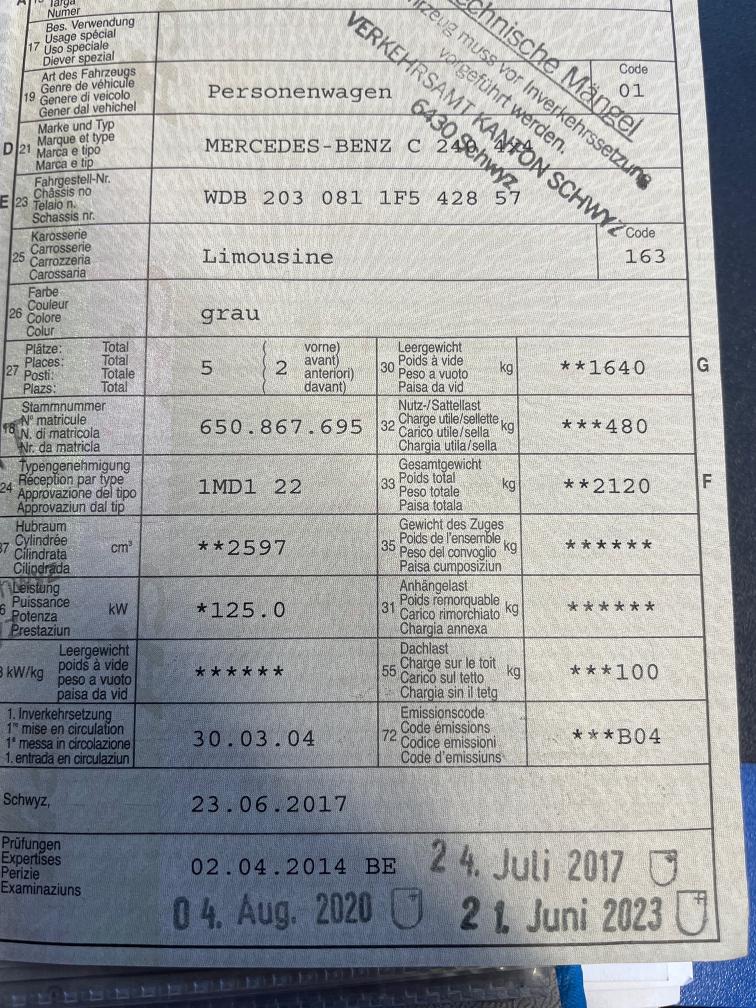 Targa
Numer
17 Bes. Verwendung
Usage spécial
Uso speciale
Diever spezial
echnische Mängel
rzeug muss vor Inverkehrssetzung
vorgeführt werden.
VERKEHRSAMT KANTON SCHWYZ
6430 Schwyz
19 Art des Fahrzeugs
Genre de véhicule
Genere di veicolo
Gener dal vehichel
Personenwagen
Code
01
D 21 Marke und Typ
Marque et type
Marca e tipo
Marca e tip
MERCEDES-BENZ C 240
E 23 Fahrgestell-Nr.
Châssis no
Telaio n.
Schassis nr.
WDB 203 081 1F5 428 57
25 Karosserie
Carrosserie
Carrozzeria
Carossaria
Limousine
Code
163
26 Farbe
Couleur
Colore
Colur
grau
27 Plätze: Total
Places: Total
Posti: Totale
Plazs: Total
5 ( 2 vorne)
avant)
anteriori)
davant)
30 Leergewicht
Poids à vide
Peso a vuoto
Paisa da vid
kg
**1640
G
18 Stammnummer
N° matricule
N. di matricola
Nr. da matricla
650.867.695
32 Nutz-/Sattellast
Charge utile/sellette
Carico utile/sella
Chargia utila/sella
kg
***480
24 Typengenehmigung
Réception par type
Approvazione del tipo
Approvaziun dal tip
1MD1 22
33 Gesamtgewicht
Poids total
Peso totale
Paisa totala
kg
**2120
F
37 Hubraum
Cylindrée
Cilindrata
Cilindrada
cm³
**2597
35 Gewicht des Zuges
Poids de l'ensemble
Peso del convoglio
Paisa cumposiziun
kg
******
6 Leistung
Puissance
Potenza
Prestaziun
kW
*125.0
31 Anhängelast
Poids remorquable
Carico rimorchiato
Chargia annexa
kg
******
kW/kg Leergewicht
poids à vide
peso a vuoto
paisa da vid
******
55 Dachlast
Charge sur le toit
Carico sul tetto
Chargia sin il tetg
kg
***100
1. Inverkehrsetzung
1re mise en circulation
1a messa in circolazione
1. entrada en circulaziun
30.03.04
72 Emissionscode
Code émissions
Codice emissioni
Code d'emissiuns
***B04
Schwyz,
23.06.2017
Prüfungen
Expertises
Perizie
Examinaziuns
02.04.2014 BE
24. Juli 2017
04. Aug. 2020
21. Juni 2023